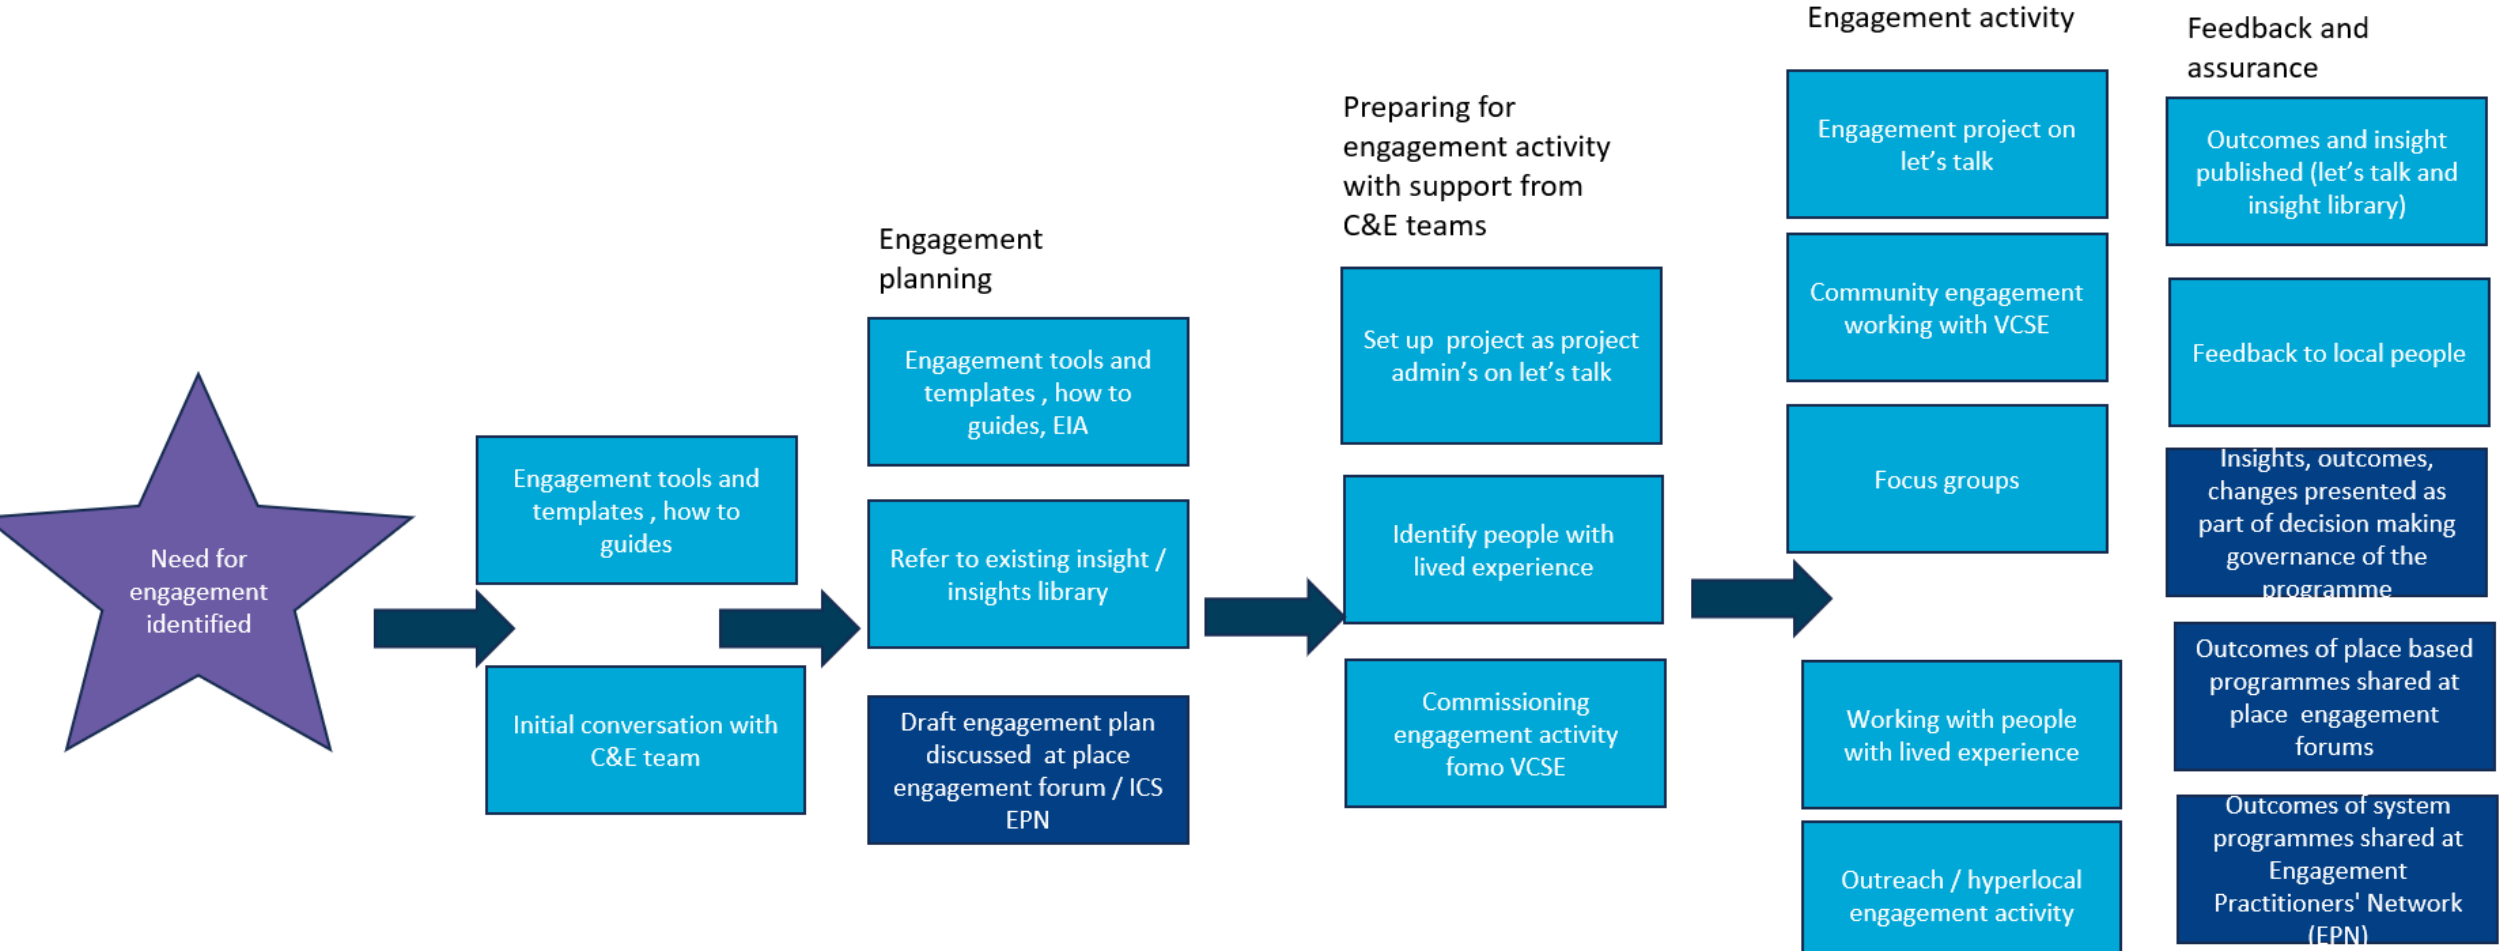 Need for
engagement
identified
Engagement tools and
templates , how to
guides
Initial conversation with
C&E team
Engagement
planning
Engagement tools and
templates , how to
guides, EIA
Refer to existing insight /
insights library
Draft engagement plan
discussed  at place
engagement forum / ICS
EPN
Preparing for
engagement activity
with support from
C&E teams
Set up  project as project
admin’s on let’s talk
Identify people with
lived experience
Commissioning
engagement activity
fomo VCSE
Engagement activity
Engagement project on
let’s talk
Community engagement
working with VCSE
Focus groups
Working with people
with lived experience
Outreach / hyperlocal
engagement activity
Feedback and
assurance
Outcomes and insight
published (let’s talk and
insight library)
Feedback to local people
Insights, outcomes,
changes presented as
part of decision making
governance of the
programme
Outcomes of place based
programmes shared at
place  engagement
forums
Outcomes of system
programmes shared at
Engagement
Practitioners' Network
(EPN)